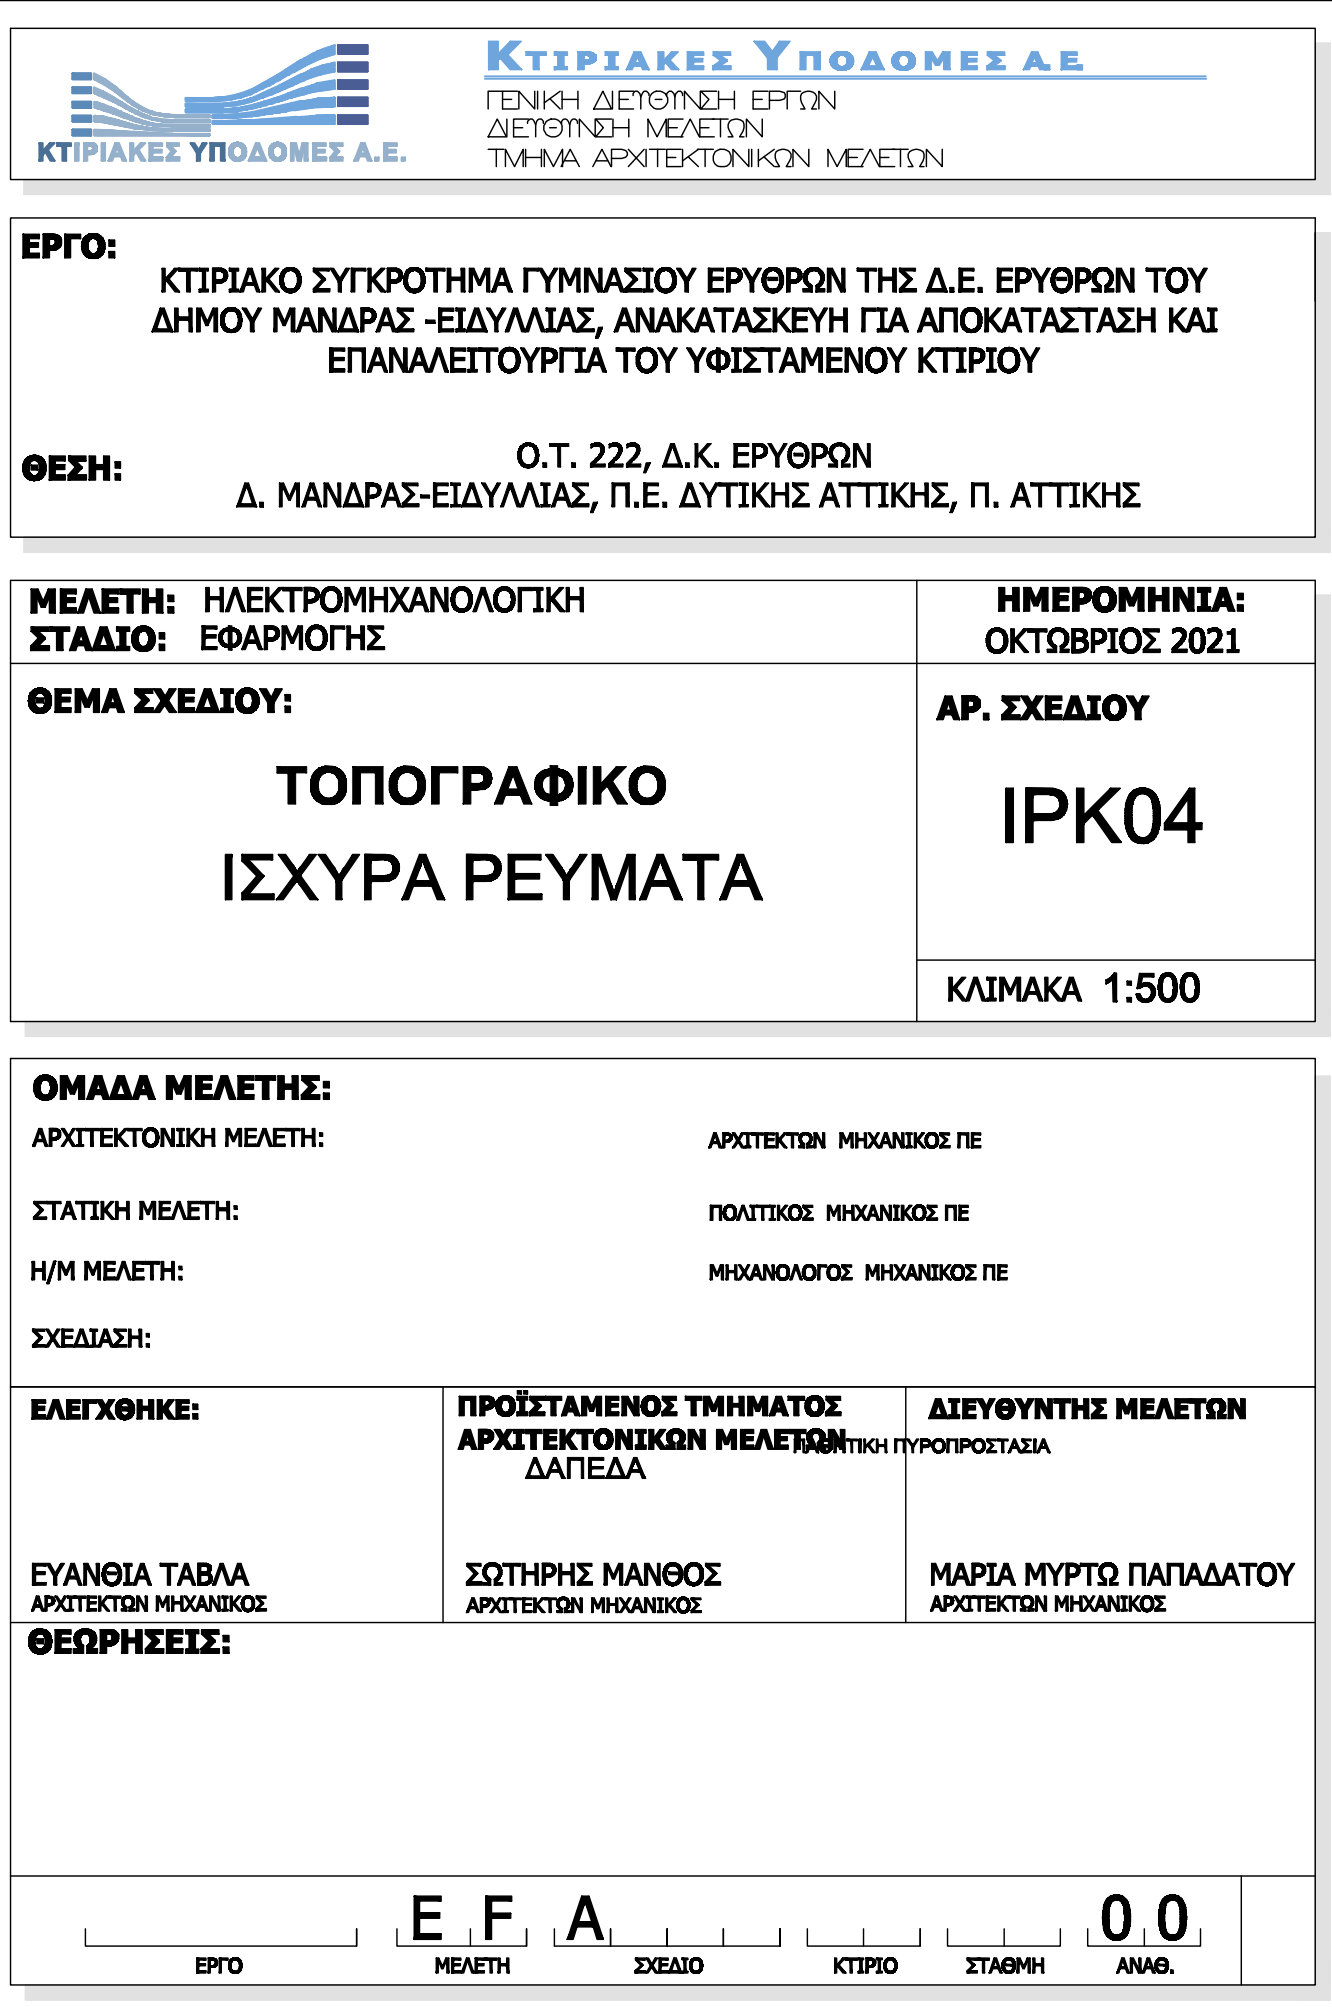 ΚΤΙΡΙΑΚΕΣ ΥΠΟΔΟΜΕΣ Α.Ε.
ΚΤΙΡΙΑΚΕΣ ΥΠΟΔΟΜΕΣ Α.Ε
ΓΕΝΙΚΗ ΔΙΕΥΘΥΝΣΗ ΕΡΓΩΝ
ΔΙΕΥΘΥΝΣΗ ΜΕΛΕΤΩΝ
ΤΜΗΜΑ ΑΡΧΙΤΕΚΤΟΝΙΚΩΝ ΜΕΛΕΤΩΝ
ΕΡΓΟ:
ΚΤΙΡΙΑΚΟ ΣΥΓΚΡΟΤΗΜΑ ΓΥΜΝΑΣΙΟΥ ΕΡΥΘΡΩΝ ΤΗΣ Δ.Ε. ΕΡΥΘΡΩΝ ΤΟΥ
ΔΗΜΟΥ ΜΑΝΔΡΑΣ -ΕΙΔΥΛΛΙΑΣ, ΑΝΑΚΑΤΑΣΚΕΥΗ ΓΙΑ ΑΠΟΚΑΤΑΣΤΑΣΗ ΚΑΙ
ΕΠΑΝΑΛΕΙΤΟΥΡΓΙΑ ΤΟΥ ΥΦΙΣΤΑΜΕΝΟΥ ΚΤΙΡΙΟΥ
ΘΕΣΗ:
Ο.Τ. 222, Δ.Κ. ΕΡΥΘΡΩΝ
Δ. ΜΑΝΔΡΑΣ-ΕΙΔΥΛΛΙΑΣ, Π.Ε. ΔΥΤΙΚΗΣ ΑΤΤΙΚΗΣ, Π. ΑΤΤΙΚΗΣ
ΜΕΛΕΤΗ: ΗΛΕΚΤΡΟΜΗΧΑΝΟΛΟΓΙΚΗ
ΣΤΑΔΙΟ: ΕΦΑΡΜΟΓΗΣ
ΗΜΕΡΟΜΗΝΙΑ:
ΟΚΤΩΒΡΙΟΣ 2021
ΘΕΜΑ ΣΧΕΔΙΟΥ:
ΤΟΠΟΓΡΑΦΙΚΟ
ΙΣΧΥΡΑ ΡΕΥΜΑΤΑ
ΑΡ. ΣΧΕΔΙΟΥ
ΙΡΚ04
ΚΛΙΜΑΚΑ 1:500
ΟΜΑΔΑ ΜΕΛΕΤΗΣ:
ΑΡΧΙΤΕΚΤΟΝΙΚΗ ΜΕΛΕΤΗ: ΑΡΧΙΤΕΚΤΩΝ ΜΗΧΑΝΙΚΟΣ ΠΕ
ΣΤΑΤΙΚΗ ΜΕΛΕΤΗ: ΠΟΛΙΤΙΚΟΣ ΜΗΧΑΝΙΚΟΣ ΠΕ
Η/Μ ΜΕΛΕΤΗ: ΜΗΧΑΝΟΛΟΓΟΣ ΜΗΧΑΝΙΚΟΣ ΠΕ
ΣΧΕΔΙΑΣΗ:
ΕΛΕΓΧΘΗΚΕ:
ΕΥΑΝΘΙΑ ΤΑΒΛΑ
ΑΡΧΙΤΕΚΤΩΝ ΜΗΧΑΝΙΚΟΣ
ΠΡΟΪΣΤΑΜΕΝΟΣ ΤΜΗΜΑΤΟΣ
ΑΡΧΙΤΕΚΤΟΝΙΚΩΝ ΜΕΛΕΤΩΝ
ΔΑΠΕΔΑ
ΣΩΤΗΡΗΣ ΜΑΝΘΟΣ
ΑΡΧΙΤΕΚΤΩΝ ΜΗΧΑΝΙΚΟΣ
ΔΙΕΥΘΥΝΤΗΣ ΜΕΛΕΤΩΝ
ΠΑΘΗΤΙΚΗ ΠΥΡΟΠΡΟΣΤΑΣΙΑ
ΜΑΡΙΑ ΜΥΡΤΩ ΠΑΠΑΔΑΤΟΥ
ΑΡΧΙΤΕΚΤΩΝ ΜΗΧΑΝΙΚΟΣ
ΘΕΩΡΗΣΕΙΣ:
E F A 0 0
ΕΡΓΟ ΜΕΛΕΤΗ ΣΧΕΔΙΟ ΚΤΙΡΙΟ ΣΤΑΘΜΗ ΑΝΑΘ.